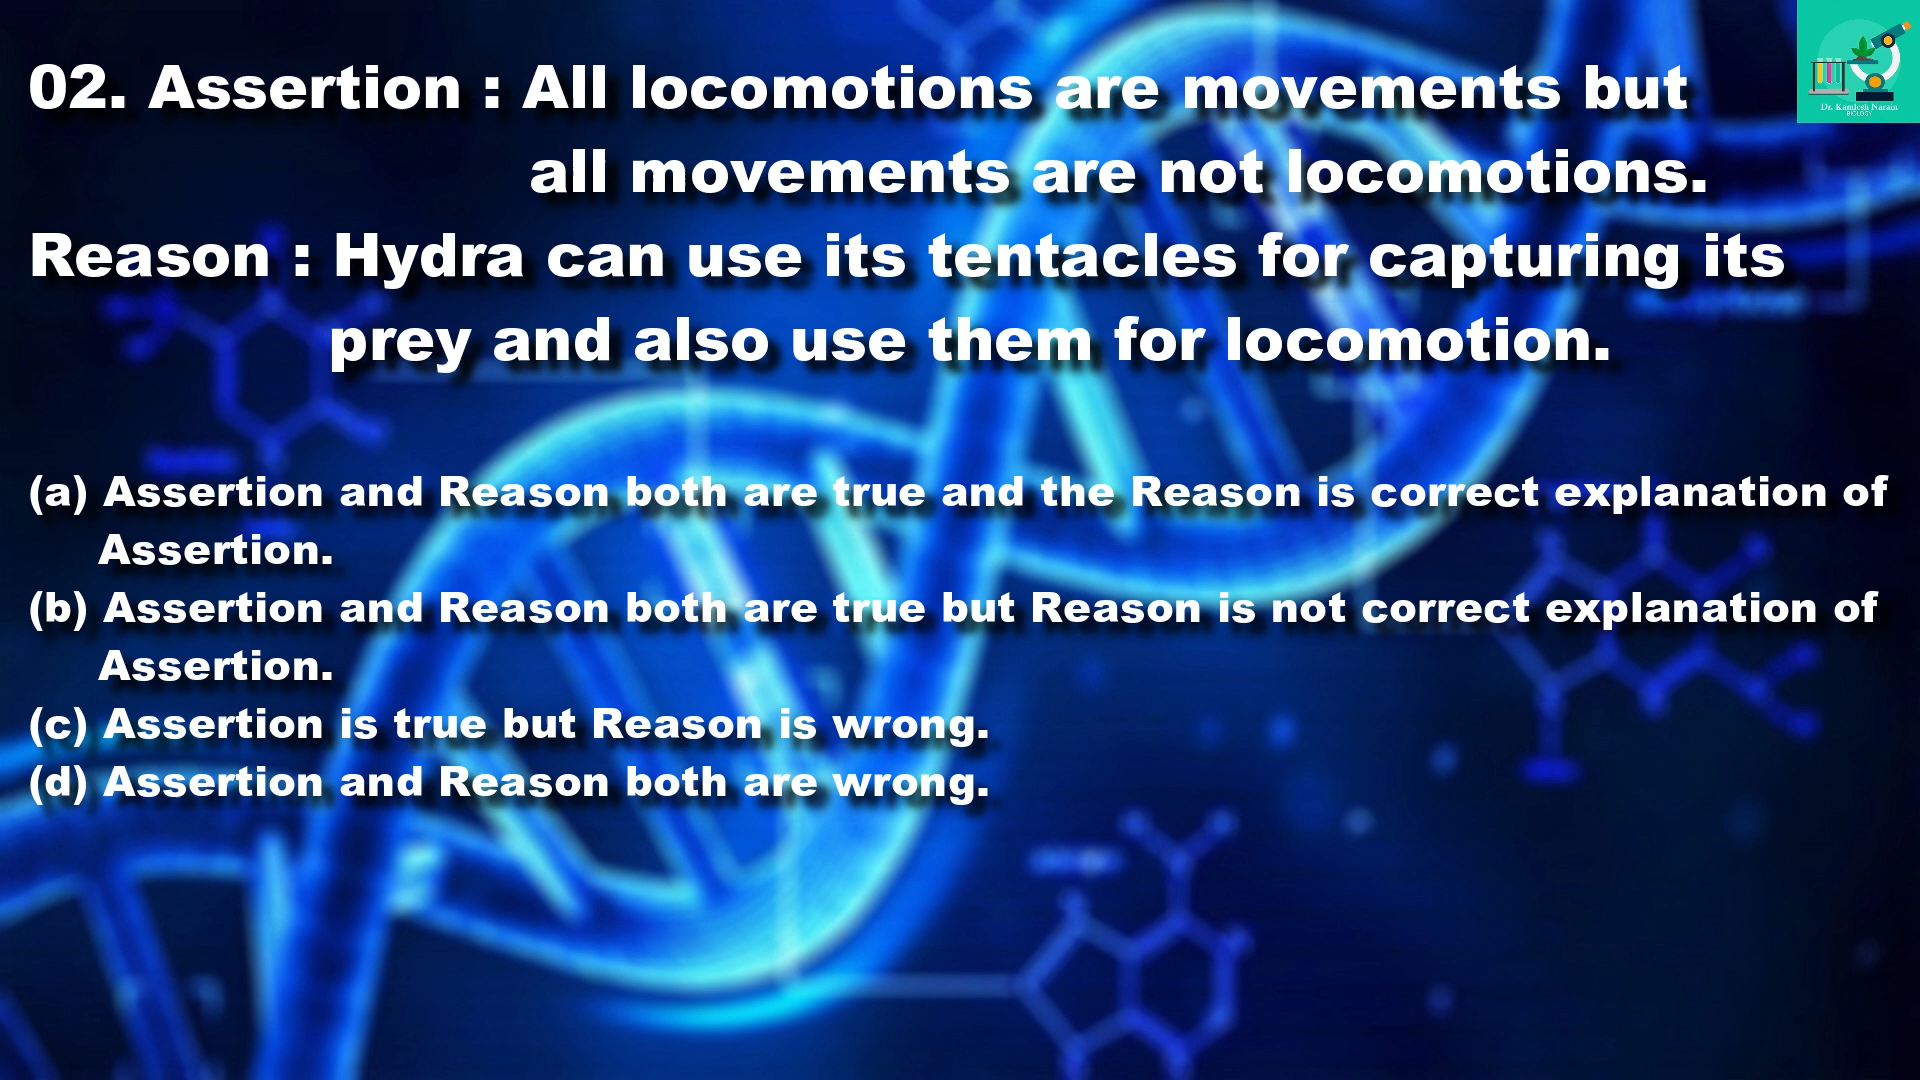 02. Assertion : All locomotions are movements but
all movements are not locomotions.
Reason : Hydra can use its tentacles for capturing its
prey and also use them for locomotion.
(a) Assertion and Reason both are true and the Reason is correct explanation of
Assertion.
(b) Assertion and Reason both are true but Reason is not correct explanation of
Assertion.
(c) Assertion is true but Reason is wrong.
(d) Assertion and Reason both are wrong.
Dr. Kamlesh Narain
BIOLOGY